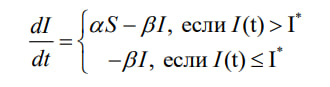 dI/dt = { αS − βI, если I(t) > I*
−βI, если I(t) ≤ I*